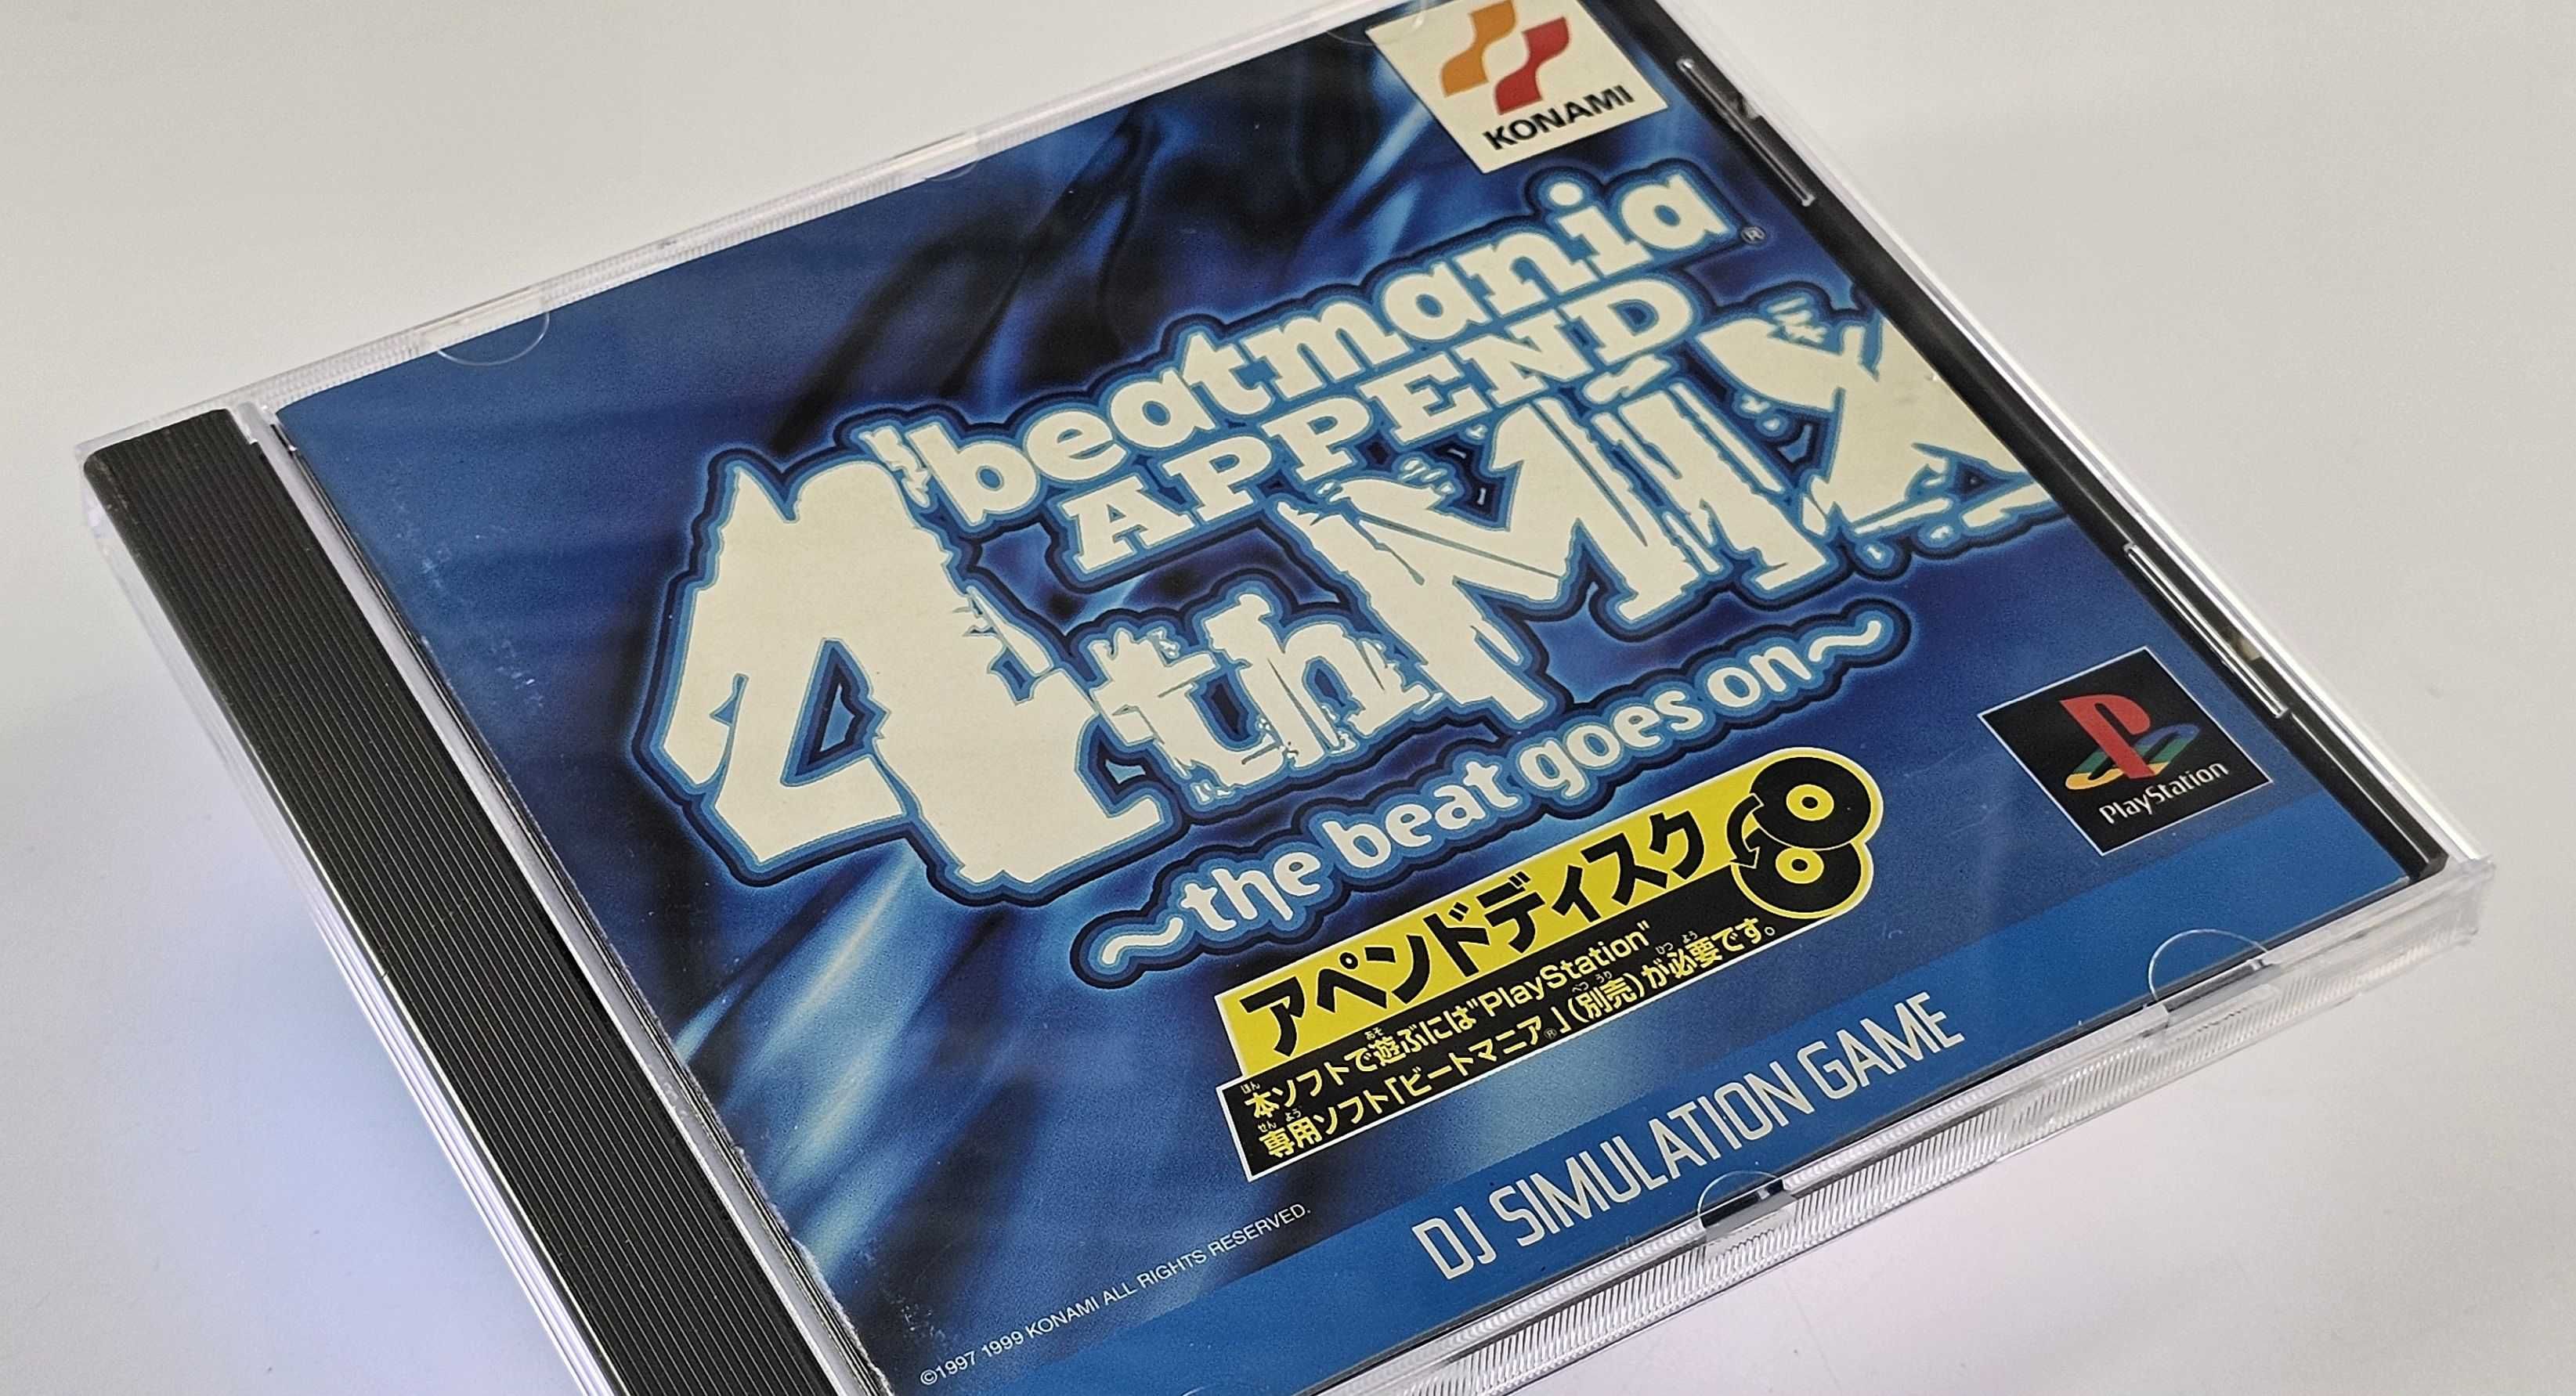 KONAMI
beatmania®
APPEND
4th MIX
～the beat goes on～
アペンドディスク
本ソフトで遊ぶには"PlayStation"
専用ソフト「ビートマニア®」(別売)が必要です。
PlayStation
DJ SIMULATION GAME
©1997 1999 KONAMI ALL RIGHTS RESERVED.